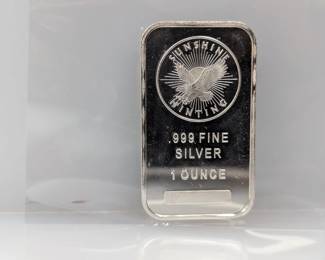 SUNSHINE
MINTING
.999 FINE
SILVER
1 OUNCE